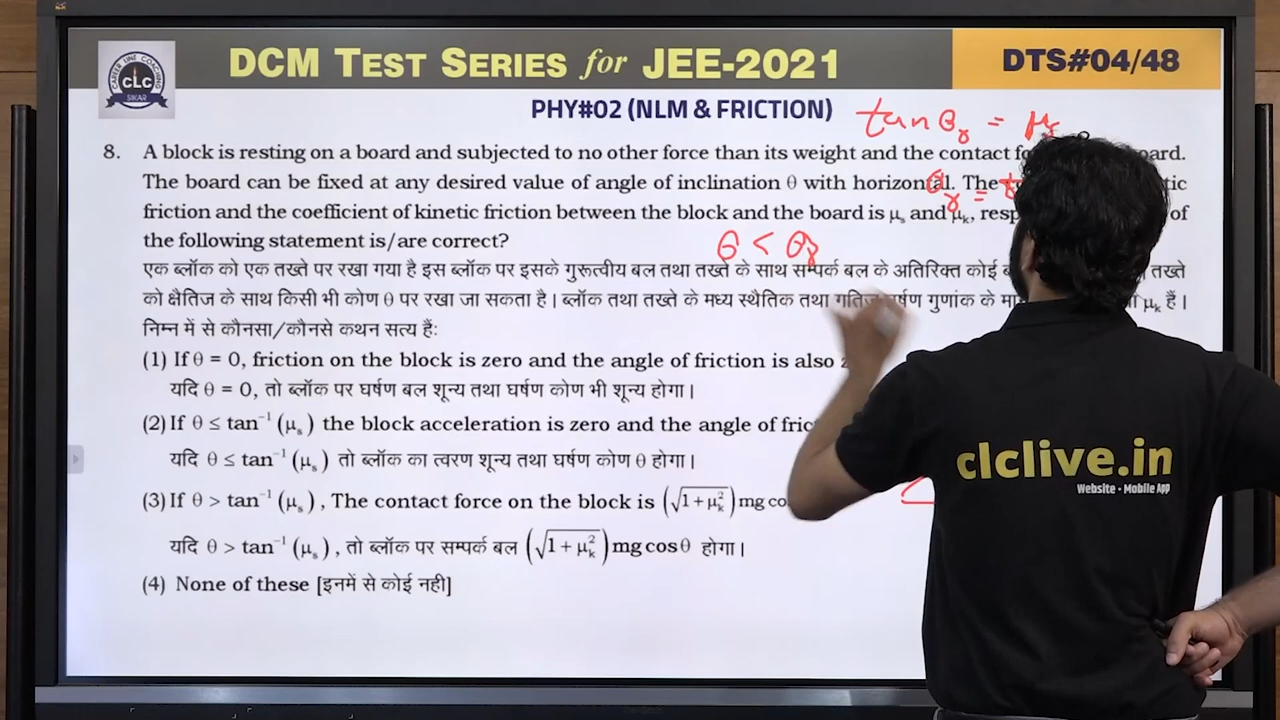 DCM TEST SERIES for JEE-2021
DTS#04/48
CAREER LINE COACHING
CLC
SIKAR
PHY#02 (NLM & FRICTION)
tan θ
8. A block is resting on a board and subjected to no other force than its weight and the contact
The board can be fixed at any desired value of angle of inclination θ with horizontal. The
friction and the coefficient of kinetic friction between the block and the board is μs and μk,
of
the following statement is/are correct?
θ < θ
एक ब्लॉक को एक तख्ते पर रखा गया है इस ब्लॉक पर इसके गुरूत्वीय बल तथा तख्ते के साथ सम्पर्क बल के अतिरिक्त कोई तख्ते
को क्षैतिज के साथ किसी भी कोण θ पर रखा जा सकता है। ब्लॉक तथा तख्ते के मध्य स्थैतिक तथा गुणांक के μk हैं।
निम्न में से कौनसा/कौनसे कथन सत्य हैं:
(1) If θ = 0, friction on the block is zero and the angle of friction is also
यदि θ = 0, तो ब्लॉक पर घर्षण बल शून्य तथा घर्षण कोण भी शून्य होगा।
(2) If θ ≤ tan⁻¹(μs) the block acceleration is zero and the angle of
यदि θ ≤ tan⁻¹(μs) तो ब्लॉक का त्वरण शून्य तथा घर्षण कोण θ होगा।
(3) If θ > tan⁻¹(μs), The contact force on the block is (√1+μk²) mg
यदि θ > tan⁻¹(μs), तो ब्लॉक पर सम्पर्क बल (√1+μk²) mg cosθ होगा।
(4) None of these [इनमें से कोई नही]
clclive.in
Website - Mobile App